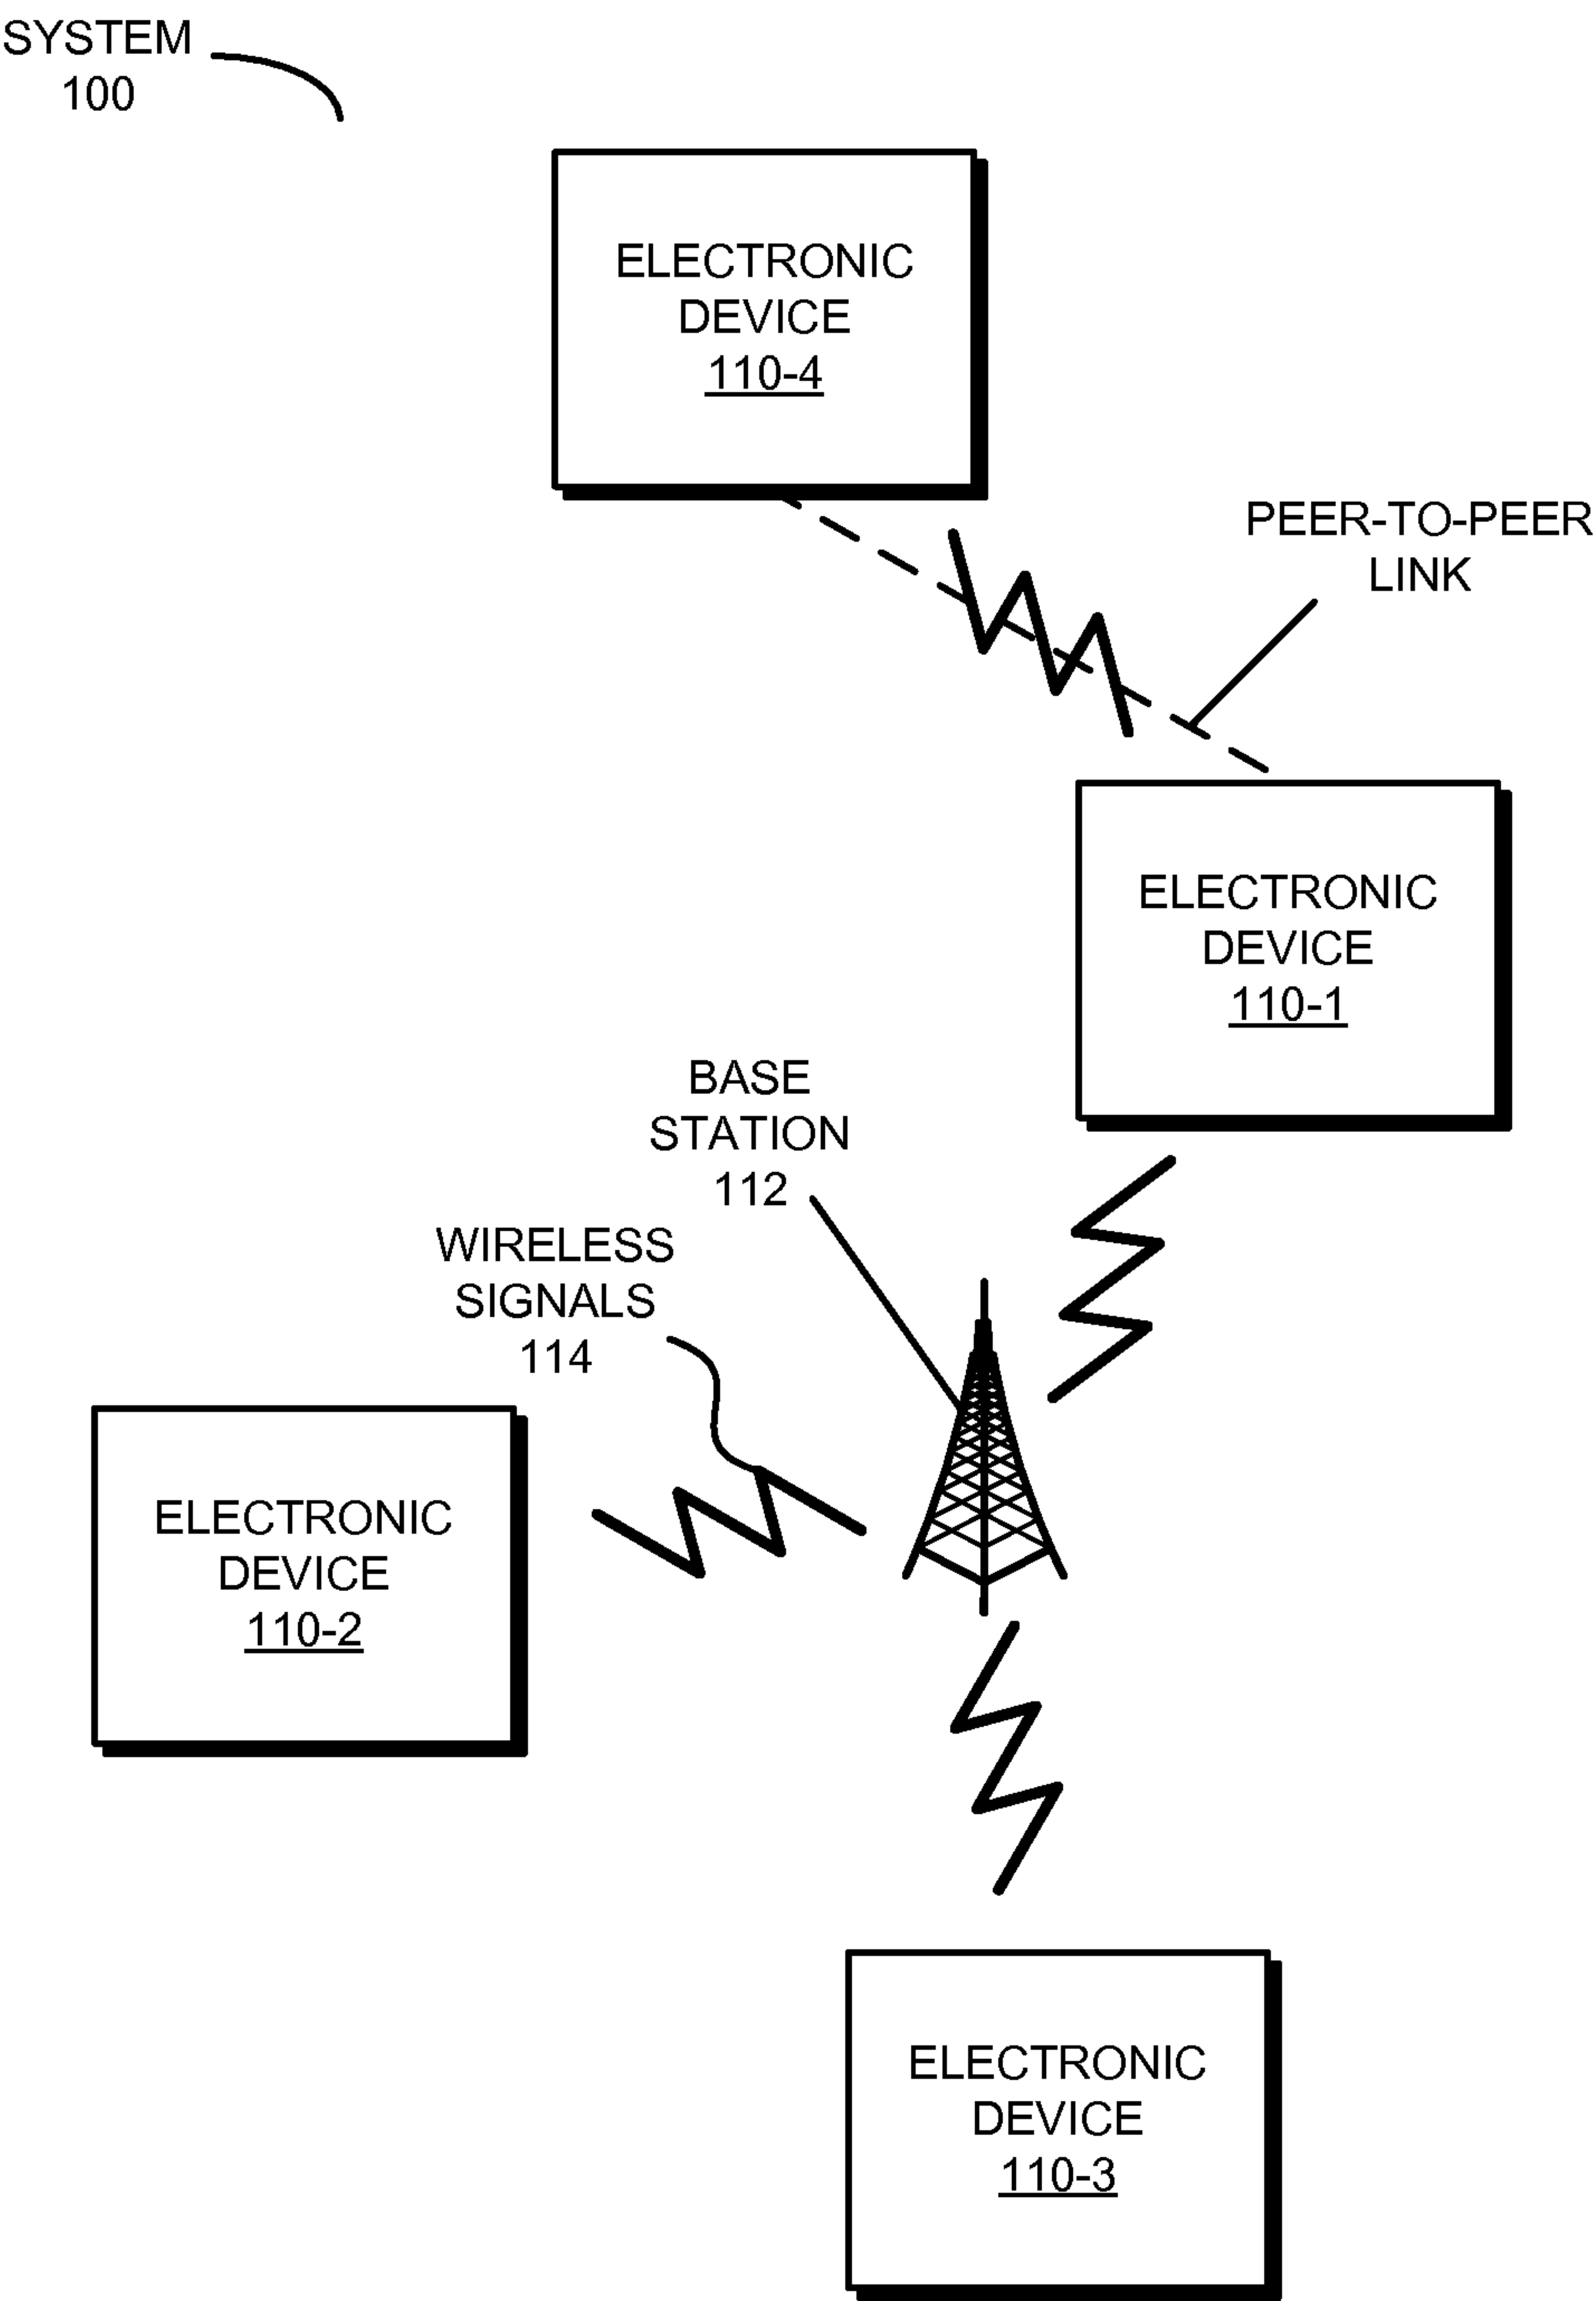 SYSTEM
100
ELECTRONIC
DEVICE
110-4
PEER-TO-PEER
LINK
ELECTRONIC
DEVICE
110-1
BASE
STATION
112
WIRELESS
SIGNALS
114
ELECTRONIC
DEVICE
110-2
ELECTRONIC
DEVICE
110-3